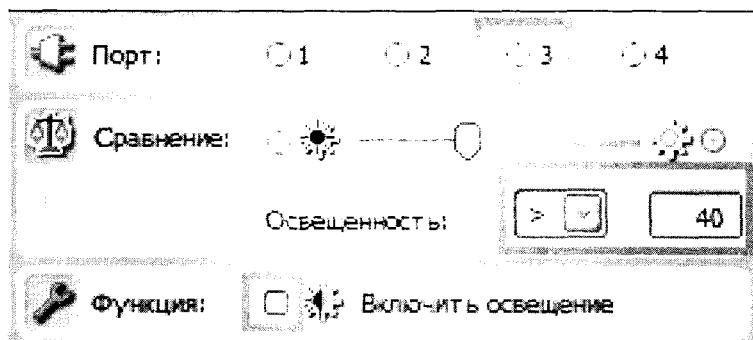 Порт: 1 2 3 4
Сравнение:
Освещенность: > 40
Функция: Включить освещение